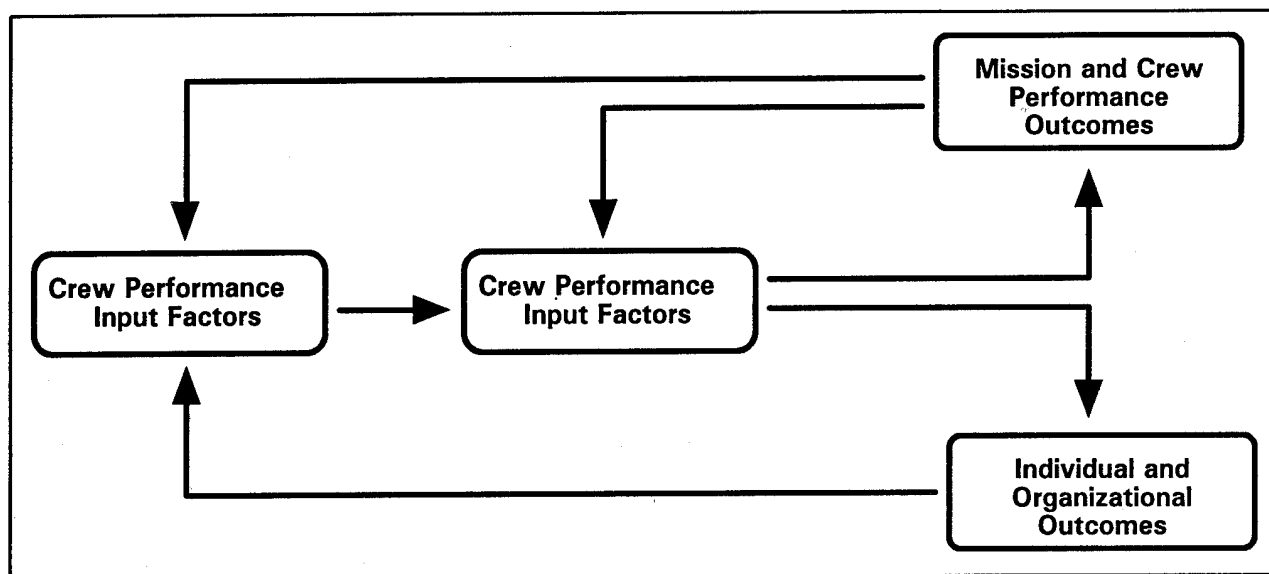 Mission and Crew
Performance
Outcomes
Crew Performance
Input Factors
Crew Performance
Input Factors
Individual and
Organizational
Outcomes